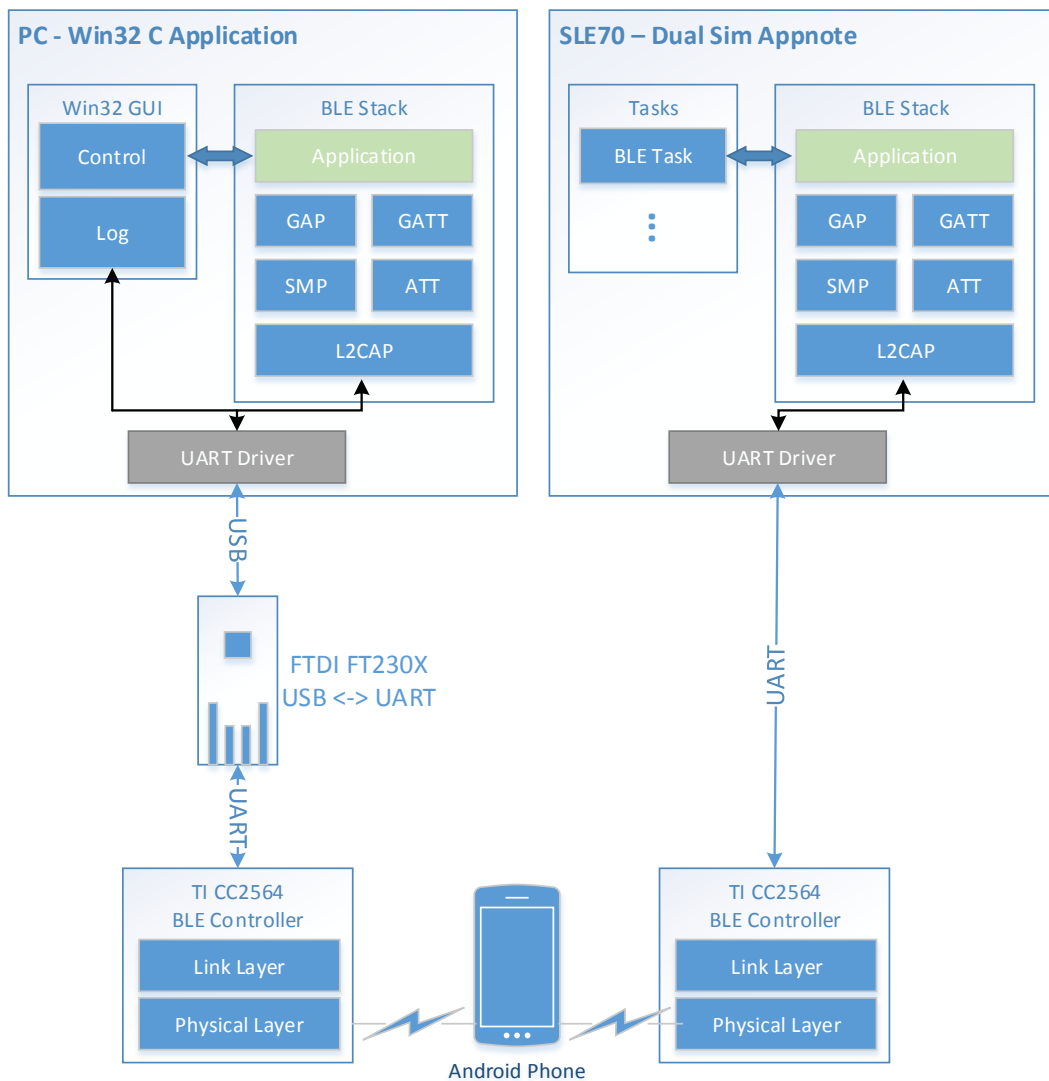 PC - Win32 C Application
Win32 GUI
Control
Log
BLE Stack
Application
GAP
GATT
SMP
ATT
L2CAP
UART Driver
SLE70 – Dual Sim Appnote
Tasks
BLE Task
BLE Stack
Application
GAP
GATT
SMP
ATT
L2CAP
UART Driver
USB
FTDI FT230X
USB <-> UART
UART
UART
TI CC2564
BLE Controller
Link Layer
Physical Layer
Android Phone
TI CC2564
BLE Controller
Link Layer
Physical Layer